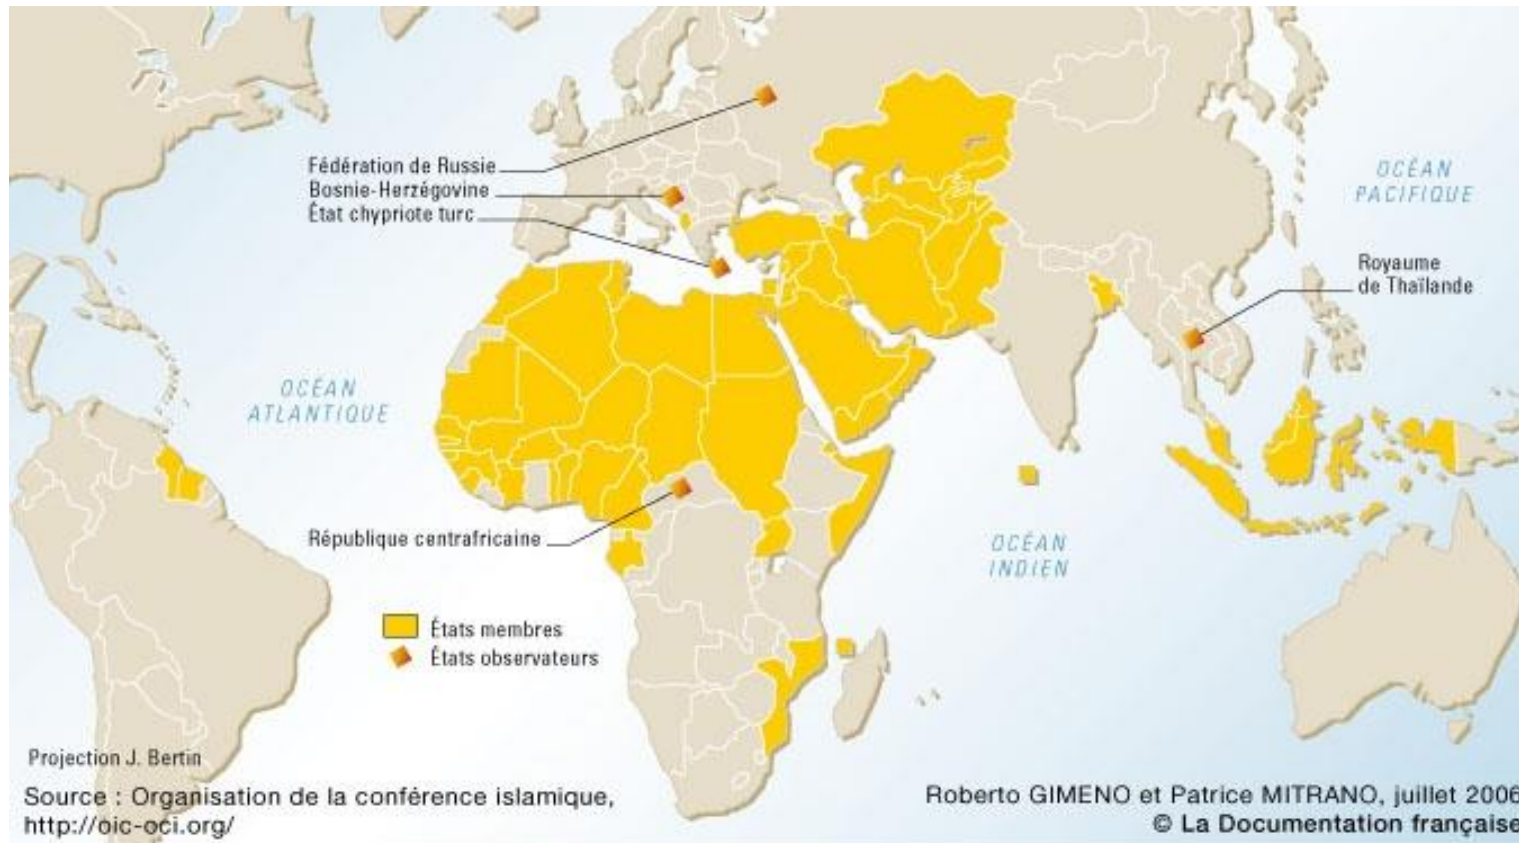 Fédération de Russie
Bosnie-Herzégovine
État chypriote turc
OCÉAN
PACIFIQUE
Royaume
de Thaïlande
OCÉAN
ATLANTIQUE
République centrafricaine
OCÉAN
INDIEN
États membres
États observateurs
Projection J. Bertin
Source : Organisation de la conférence islamique,
http://oic-oci.org/
Roberto GIMENO et Patrice MITRANO, juillet 2006
© La Documentation française